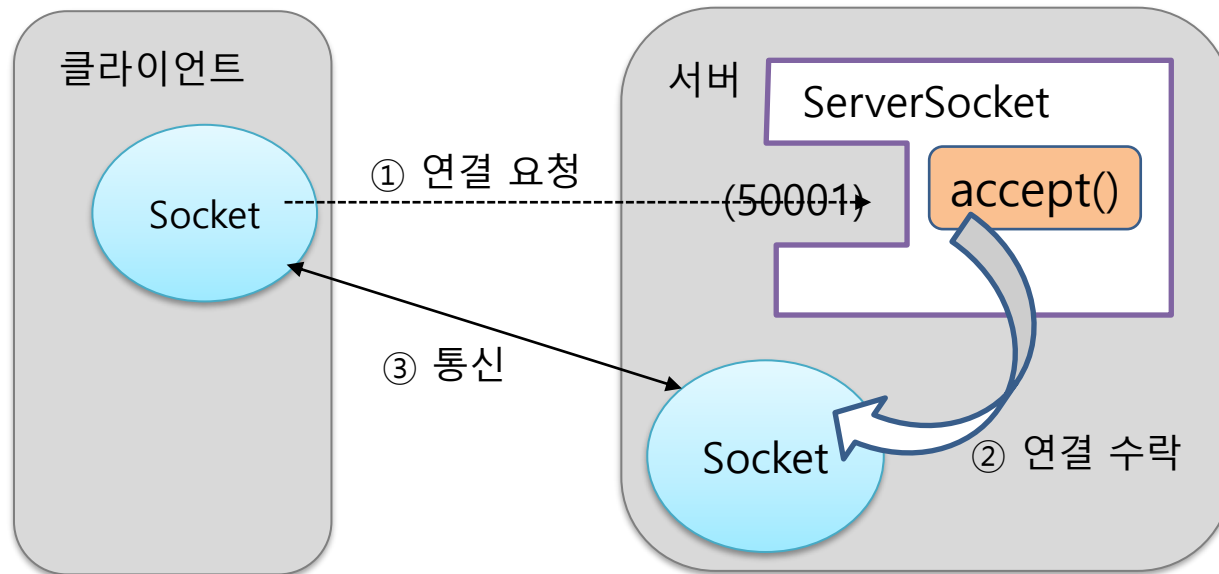 클라이언트
Socket
① 연결 요청
서버
ServerSocket
(50001)
accept()
③ 통신
Socket
② 연결 수락